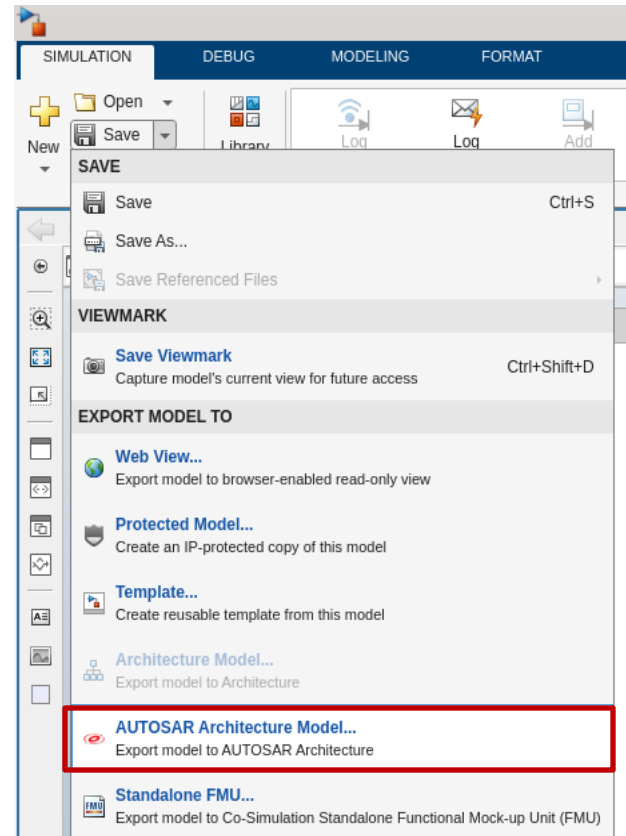 SIMULATION DEBUG MODELING FORMAT
Open
New Save Library Log Log Add
SAVE
Save Ctrl+S
Save As...
Save Referenced Files
VIEWMARK
Save Viewmark
Capture model's current view for future access Ctrl+Shift+D
EXPORT MODEL TO
Web View...
Export model to browser-enabled read-only view
Protected Model...
Create an IP-protected copy of this model
Template...
Create reusable template from this model
Architecture Model...
Export model to Architecture
AUTOSAR Architecture Model...
Export model to AUTOSAR Architecture
Standalone FMU...
Export model to Co-Simulation Standalone Functional Mock-up Unit (FMU)